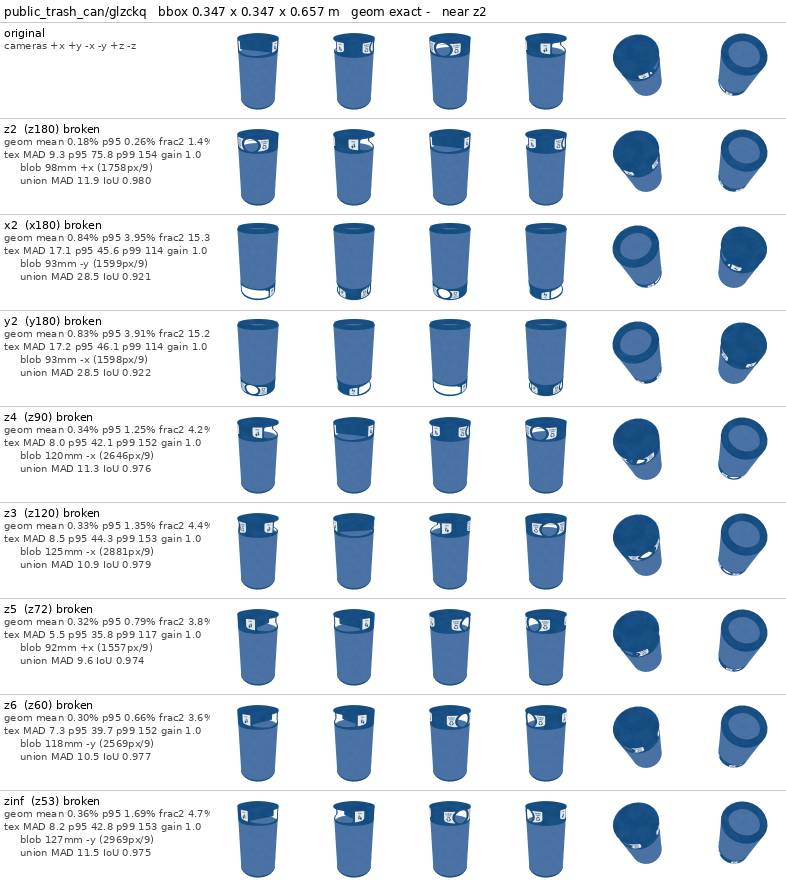 public_trash_can/glzckq   bbox 0.347 x 0.347 x 0.657 m   geom exact -   near z2
original
cameras +x +y -x -y +z -z
z2  (z180) broken
geom mean 0.18% p95 0.26% frac2 1.4%
tex MAD 9.3 p95 75.8 p99 154 gain 1.0
blob 98mm +x (1758px/9)
union MAD 11.9 IoU 0.980
x2  (x180) broken
geom mean 0.84% p95 3.95% frac2 15.3
tex MAD 17.1 p95 45.6 p99 114 gain 1.0
blob 93mm -y (1599px/9)
union MAD 28.5 IoU 0.921
y2  (y180) broken
geom mean 0.83% p95 3.91% frac2 15.2
tex MAD 17.2 p95 46.1 p99 114 gain 1.0
blob 93mm -x (1598px/9)
union MAD 28.5 IoU 0.922
z4  (z90) broken
geom mean 0.34% p95 1.25% frac2 4.2%
tex MAD 8.0 p95 42.1 p99 152 gain 1.0
blob 120mm -x (2646px/9)
union MAD 11.3 IoU 0.976
z3  (z120) broken
geom mean 0.33% p95 1.35% frac2 4.4%
tex MAD 8.5 p95 44.3 p99 153 gain 1.0
blob 125mm -x (2881px/9)
union MAD 10.9 IoU 0.979
z5  (z72) broken
geom mean 0.32% p95 0.79% frac2 3.8%
tex MAD 5.5 p95 35.8 p99 117 gain 1.0
blob 92mm +x (1557px/9)
union MAD 9.6 IoU 0.974
z6  (z60) broken
geom mean 0.30% p95 0.66% frac2 3.6%
tex MAD 7.3 p95 39.7 p99 152 gain 1.0
blob 118mm -y (2569px/9)
union MAD 10.5 IoU 0.977
zinf  (z53) broken
geom mean 0.36% p95 1.69% frac2 4.7%
tex MAD 8.2 p95 42.8 p99 153 gain 1.0
blob 127mm -y (2969px/9)
union MAD 11.5 IoU 0.975